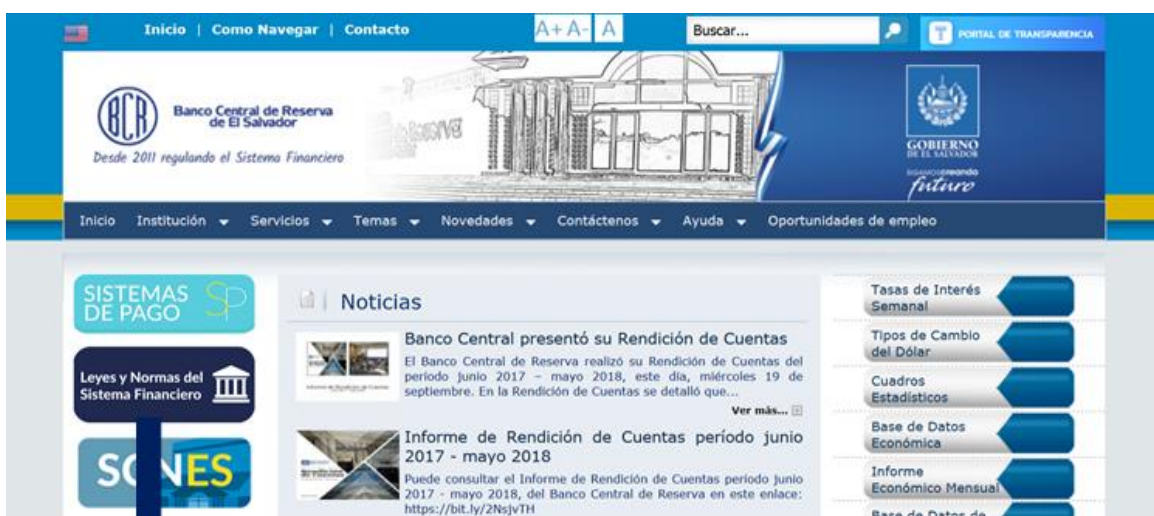 Inicio | Como Navegar | Contacto
A+ A- A
Buscar...
T PORTAL DE TRANSPARENCIA
BCR
Banco Central de Reserva
de El Salvador
Desde 2011 regulando el Sistema Financiero
GOBIERNO
DE EL SALVADOR
creando
futuro
Inicio Institución Servicios Temas Novedades Contáctenos Ayuda Oportunidades de empleo
SISTEMAS
DE PAGO
SP
Leyes y Normas del
Sistema Financiero
NES
Noticias
Banco Central presentó su Rendición de Cuentas
El Banco Central de Reserva realizó su Rendición de Cuentas del
período junio 2017 – mayo 2018, este día, miércoles 19 de
septiembre. En la Rendición de Cuentas se detalló que...
Ver más...
Informe de Rendición de Cuentas período junio
2017 - mayo 2018
Puede consultar el Informe de Rendición de Cuentas período junio
2017 - mayo 2018, del Banco Central de Reserva en este enlace:
https://bit.ly/2NsjvTH
Tasas de Interés
Semanal
Tipos de Cambio
del Dólar
Cuadros
Estadísticos
Base de Datos
Económica
Informe
Económico Mensual
Base de Datos de